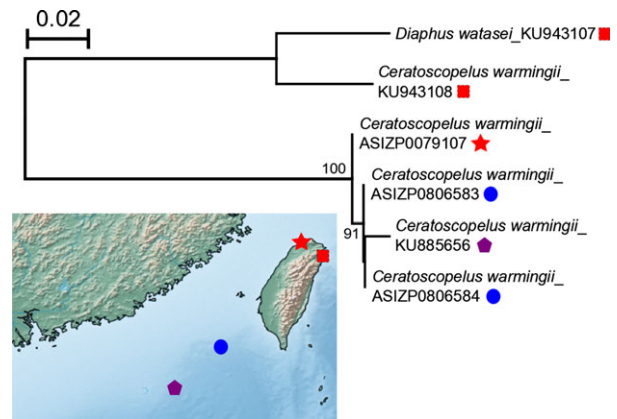 0.02
Diaphus watasei_KU943107
Ceratoscopelus warmingii_
KU943108
Ceratoscopelus warmingii_
ASIZP0079107
100
Ceratoscopelus warmingii_
ASIZP0806583
Ceratoscopelus warmingii_
91
KU885656
Ceratoscopelus warmingii_
ASIZP0806584